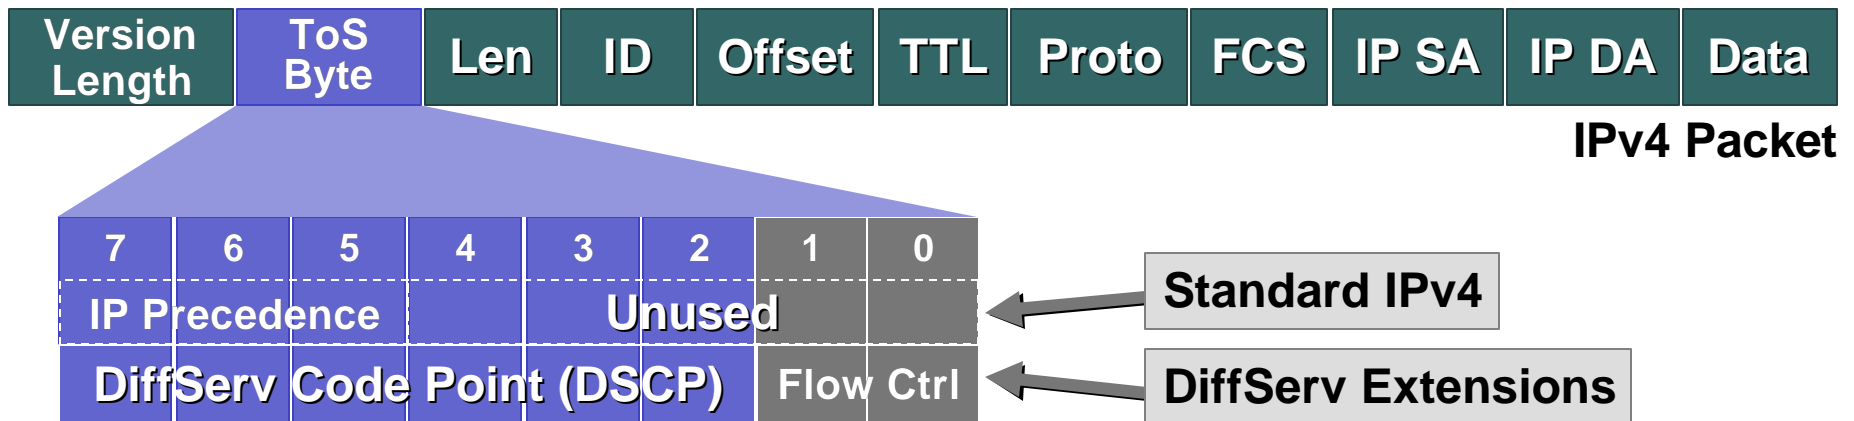 Version Length ToS Byte Len ID Offset TTL Proto FCS IP SA IP DA Data
IPv4 Packet
7 6 5 4 3 2 1 0
IP Precedence Unused Standard IPv4
DiffServ Code Point (DSCP) Flow Ctrl DiffServ Extensions